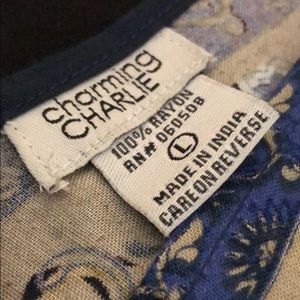 charming
CHARLIE
100% RAYON
RN# 060508
L
MADE IN INDIA
CARE ON REVERSE